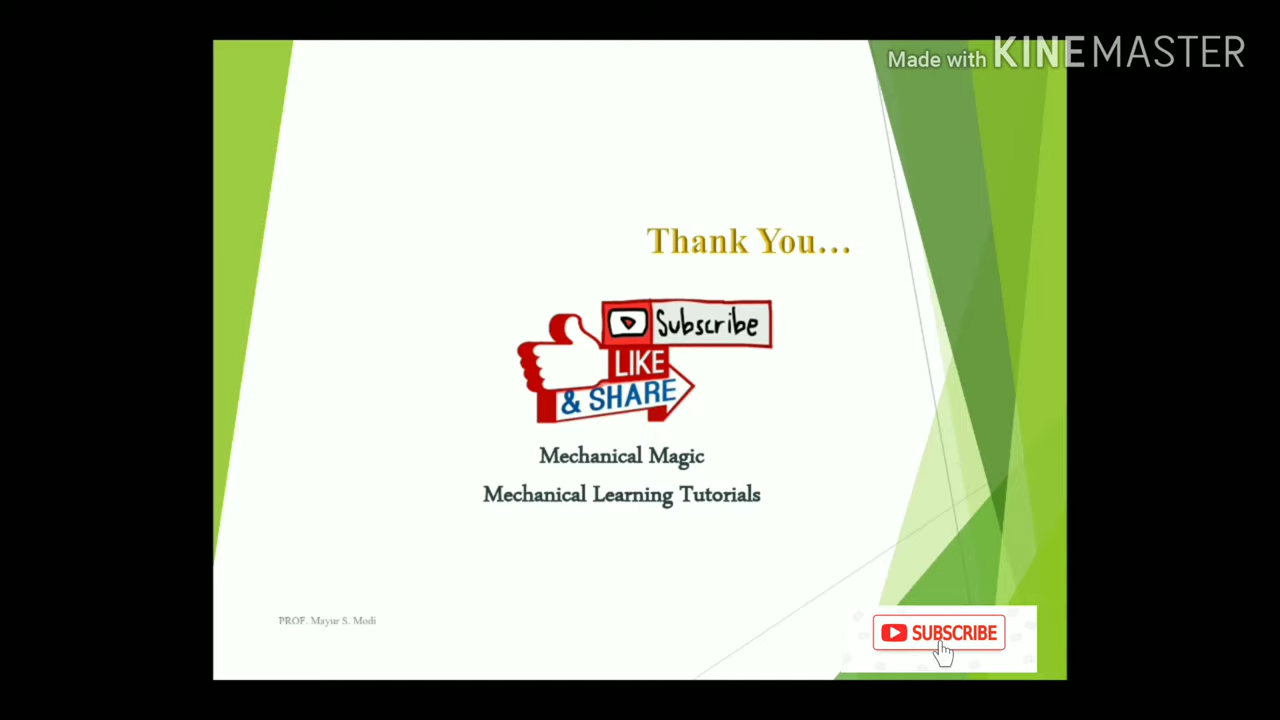 Made with KINEMASTER
Thank You...
Subscribe
LIKE
& SHARE
Mechanical Magic
Mechanical Learning Tutorials
PROF. Mayur S. Modi
SUBSCRIBE